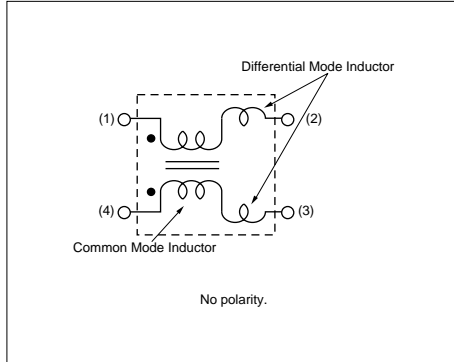 Differential Mode Inductor
(1)
(2)
(4)
(3)
Common Mode Inductor
No polarity.